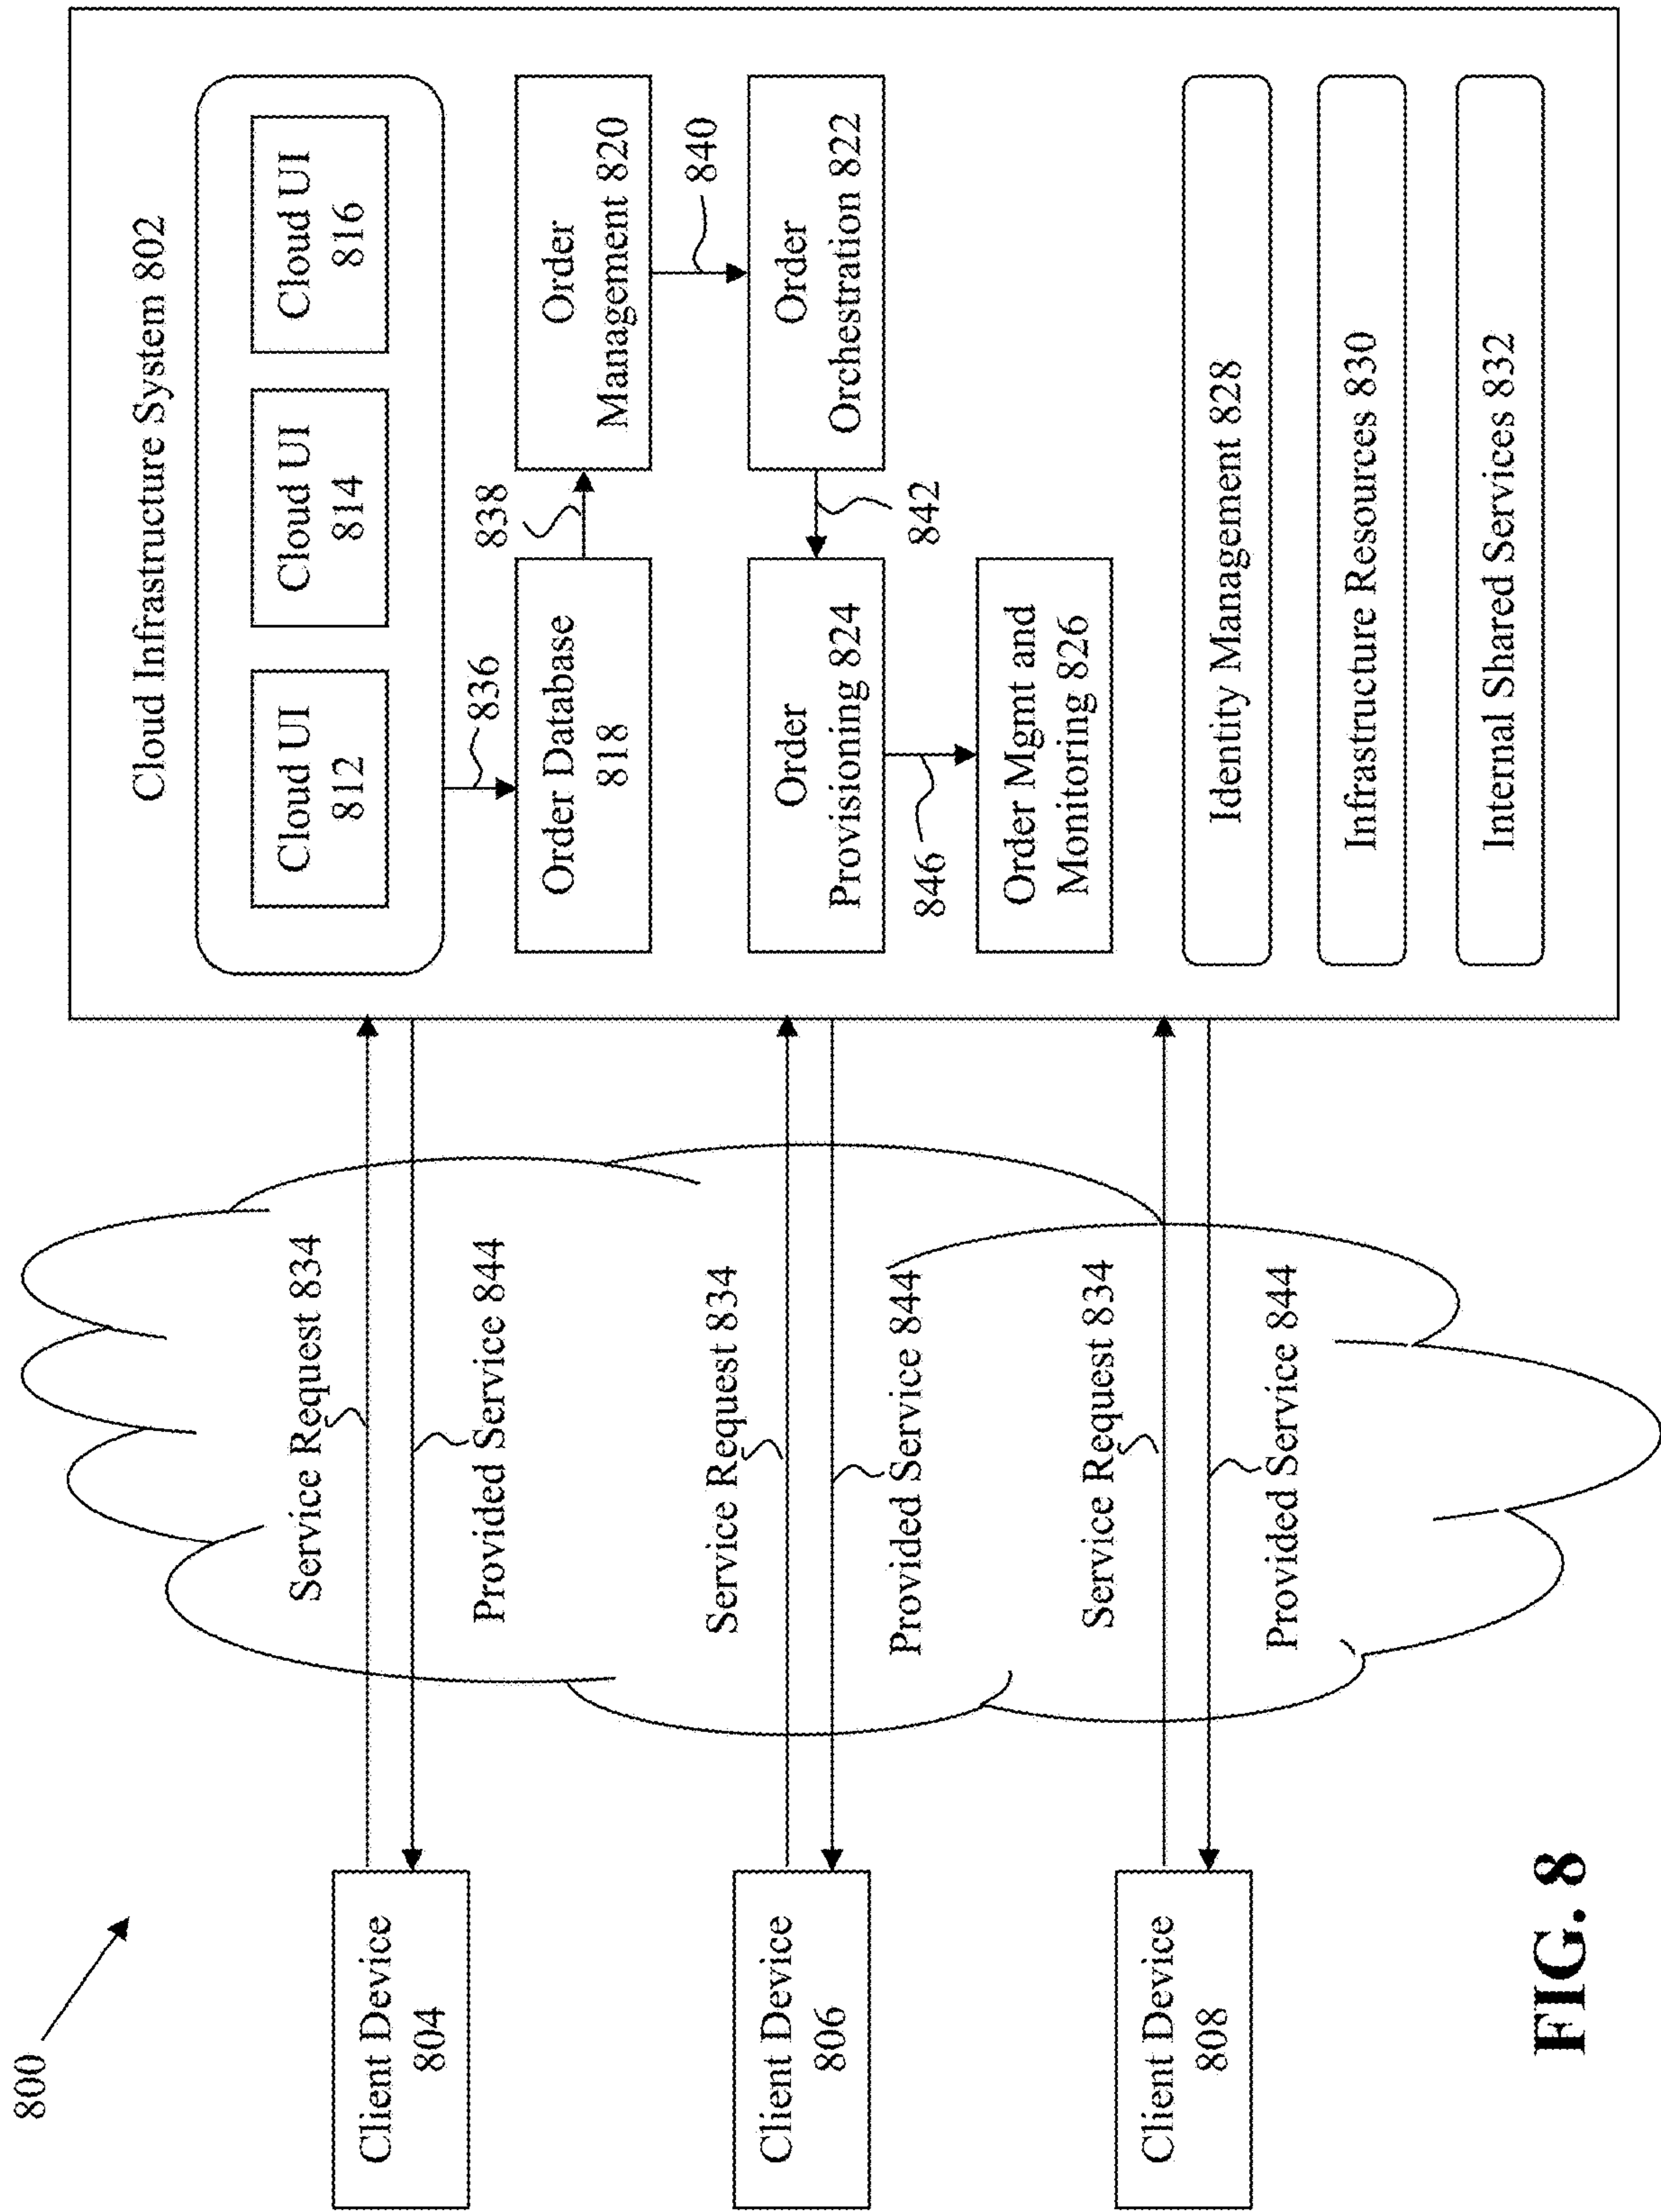 800
Client Device
804
Client Device
806
Client Device
808
Service Request 834
Provided Service 844
Service Request 834
Provided Service 844
Service Request 834
Provided Service 844
Cloud Infrastructure System 802
Cloud UI
812
Cloud UI
814
Cloud UI
816
836
Order Database
818
838
Order
Management 820
840
Order
Orchestration 822
842
Order
Provisioning 824
846
Order Mgmt and
Monitoring 826
Identity Management 828
Infrastructure Resources 830
Internal Shared Services 832
FIG. 8